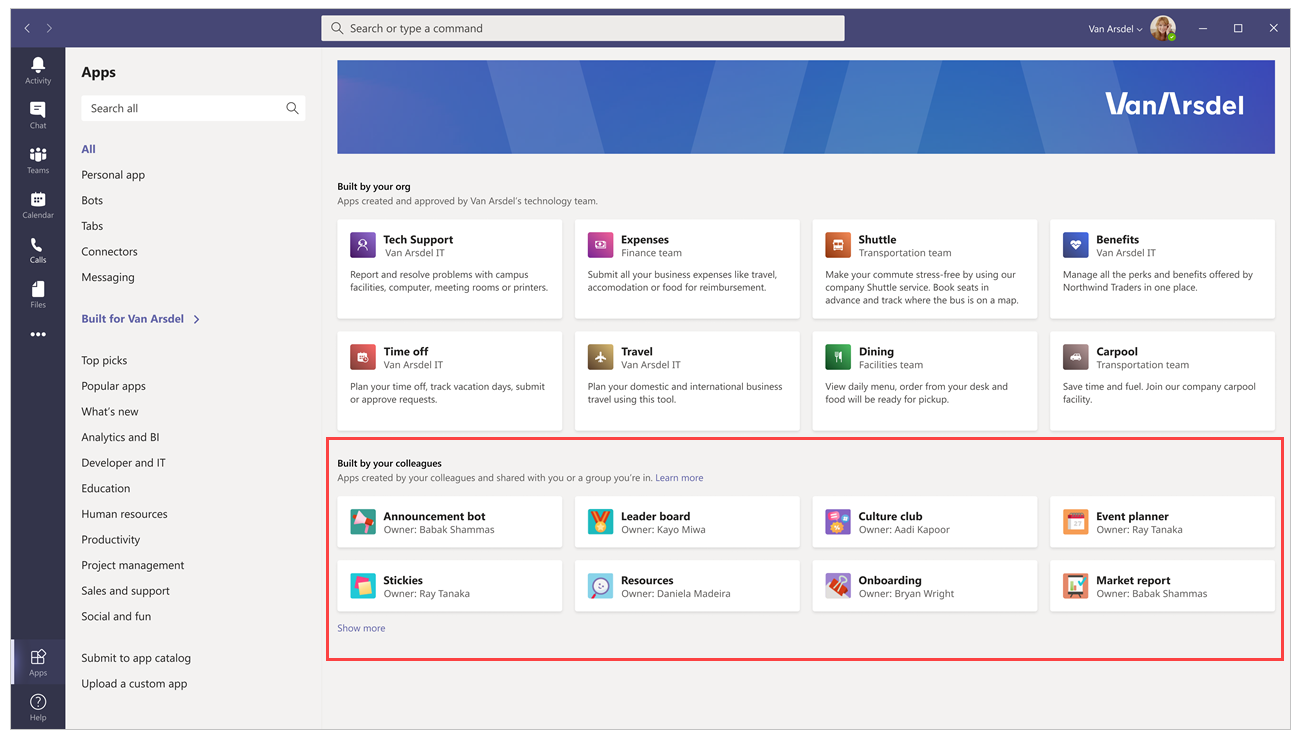 Search or type a command
Van Arsdel
Activity
Chat
Teams
Calendar
Calls
Files
Apps
Help
Apps
Search all
All
Personal app
Bots
Tabs
Connectors
Messaging
Built for Van Arsdel
Top picks
Popular apps
What's new
Analytics and BI
Developer and IT
Education
Human resources
Productivity
Project management
Sales and support
Social and fun
Submit to app catalog
Upload a custom app
VanArsdel
Built by your org
Apps created and approved by Van Arsdel's technology team.
Tech Support
Van Arsdel IT
Report and resolve problems with campus
facilities, computer, meeting rooms or printers.
Expenses
Finance team
Submit all your business expenses like travel,
accomodation or food for reimbursement.
Shuttle
Transportation team
Make your commute stress-free by using our
company Shuttle service. Book seats in
advance and track where the bus is on a map.
Benefits
Van Arsdel IT
Manage all the perks and benefits offered by
Northwind Traders in one place.
Time off
Van Arsdel IT
Plan your time off, track vacation days, submit
or approve requests.
Travel
Van Arsdel IT
Plan your domestic and international business
travel using this tool.
Dining
Facilities team
View daily menu, order from your desk and
food will be ready for pickup.
Carpool
Transportation team
Save time and fuel. Join our company carpool
facility.
Built by your colleagues
Apps created by your colleagues and shared with you or a group you're in. Learn more
Announcement bot
Owner: Babak Shammas
Leader board
Owner: Kayo Miwa
Culture club
Owner: Aadi Kapoor
27
Event planner
Owner: Ray Tanaka
Stickies
Owner: Ray Tanaka
Resources
Owner: Daniela Madeira
Onboarding
Owner: Bryan Wright
Market report
Owner: Babak Shammas
Show more